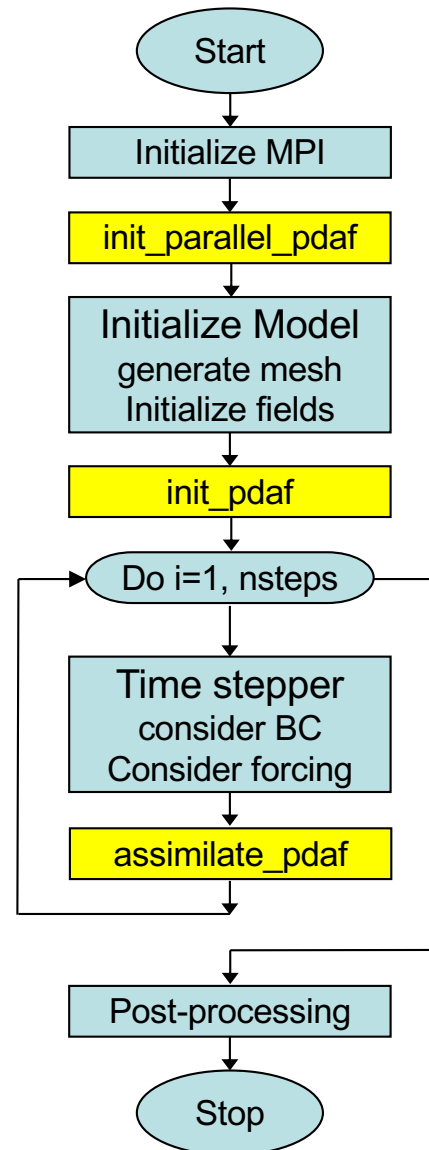 Start
Initialize MPI
init_parallel_pdaf
Initialize Model
generate mesh
Initialize fields
init_pdaf
Do i=1, nsteps
Time stepper
consider BC
Consider forcing
assimilate_pdaf
Post-processing
Stop